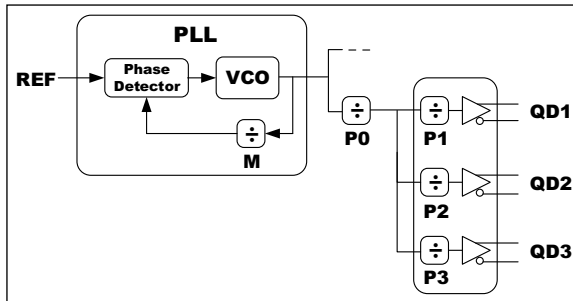 PLL
REF
Phase
Detector
VCO
÷
M
÷
P0
÷
P1
QD1
÷
P2
QD2
÷
P3
QD3